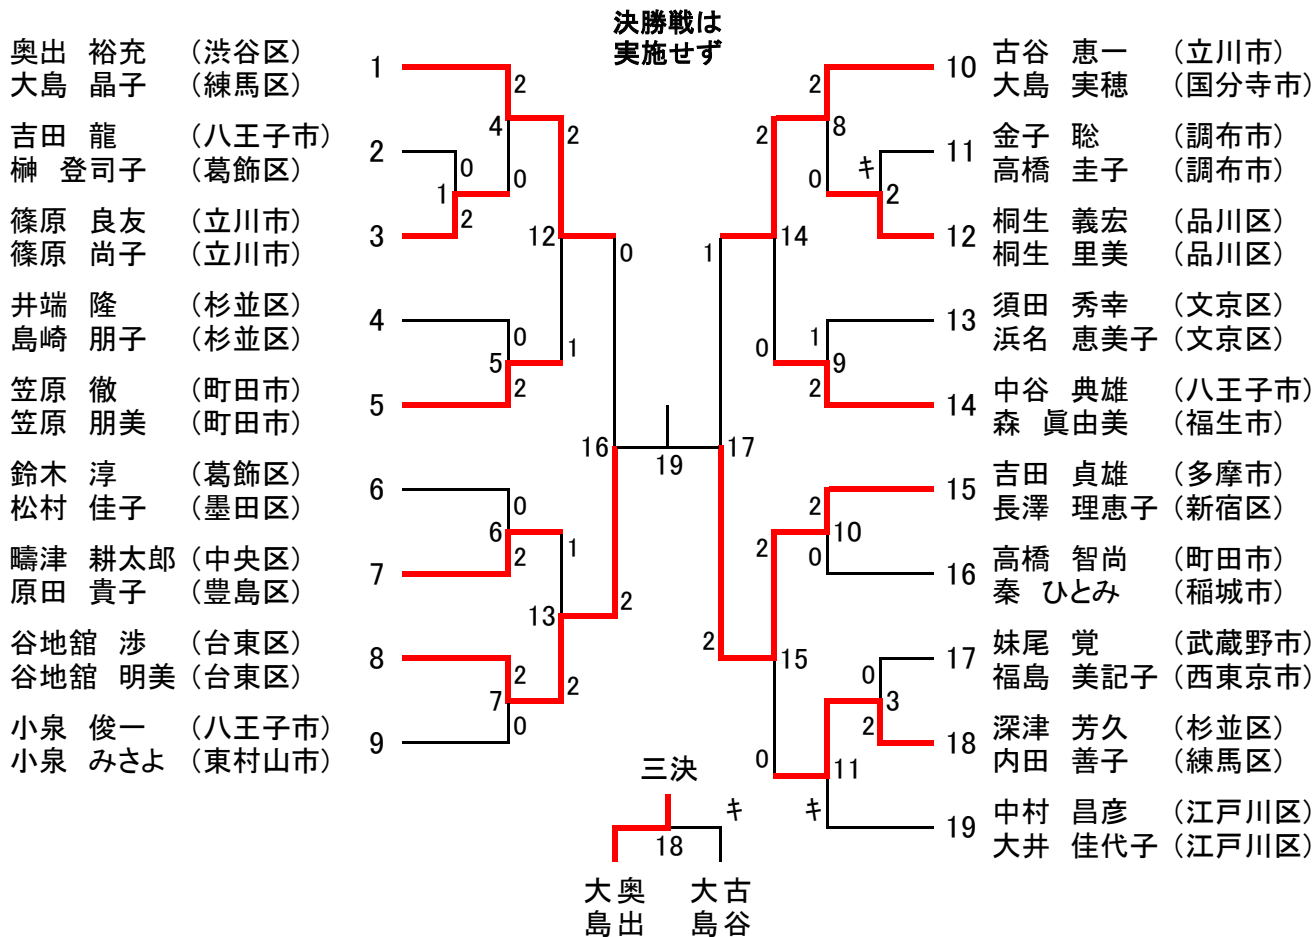 決勝戦は
実施せず
奥出 裕充 (渋谷区)
大島 晶子 (練馬区)
1
吉田 龍 (八王子市)
榊 登司子 (葛飾区)
2
篠原 良友 (立川市)
篠原 尚子 (立川市)
3
井端 隆 (杉並区)
島崎 朋子 (杉並区)
4
笠原 徹 (町田市)
笠原 朋美 (町田市)
5
鈴木 淳 (葛飾区)
松村 佳子 (墨田区)
6
疇津 耕太郎 (中央区)
原田 貴子 (豊島区)
7
谷地舘 渉 (台東区)
谷地舘 明美 (台東区)
8
小泉 俊一 (八王子市)
小泉 みさよ (東村山市)
9
2
4
0
0
1
2
2
12
1
0
5
2
0
16
2
0
6
2
1
13
2
2
7
0
19
2
8
0
キ
2
2
14
0
1
9
2
1
17
2
2
10
0
2
15
0
0
3
2
11
キ
10
古谷 恵一 (立川市)
大島 実穂 (国分寺市)
11
金子 聡 (調布市)
高橋 圭子 (調布市)
12
桐生 義宏 (品川区)
桐生 里美 (品川区)
13
須田 秀幸 (文京区)
浜名 恵美子 (文京区)
14
中谷 典雄 (八王子市)
森 眞由美 (福生市)
15
吉田 貞雄 (多摩市)
長澤 理恵子 (新宿区)
16
高橋 智尚 (町田市)
秦 ひとみ (稲城市)
17
妹尾 覚 (武蔵野市)
福島 美記子 (西東京市)
18
深津 芳久 (杉並区)
内田 善子 (練馬区)
19
中村 昌彦 (江戸川区)
大井 佳代子 (江戸川区)
三決
キ
18
奥出
大島
古谷
大島